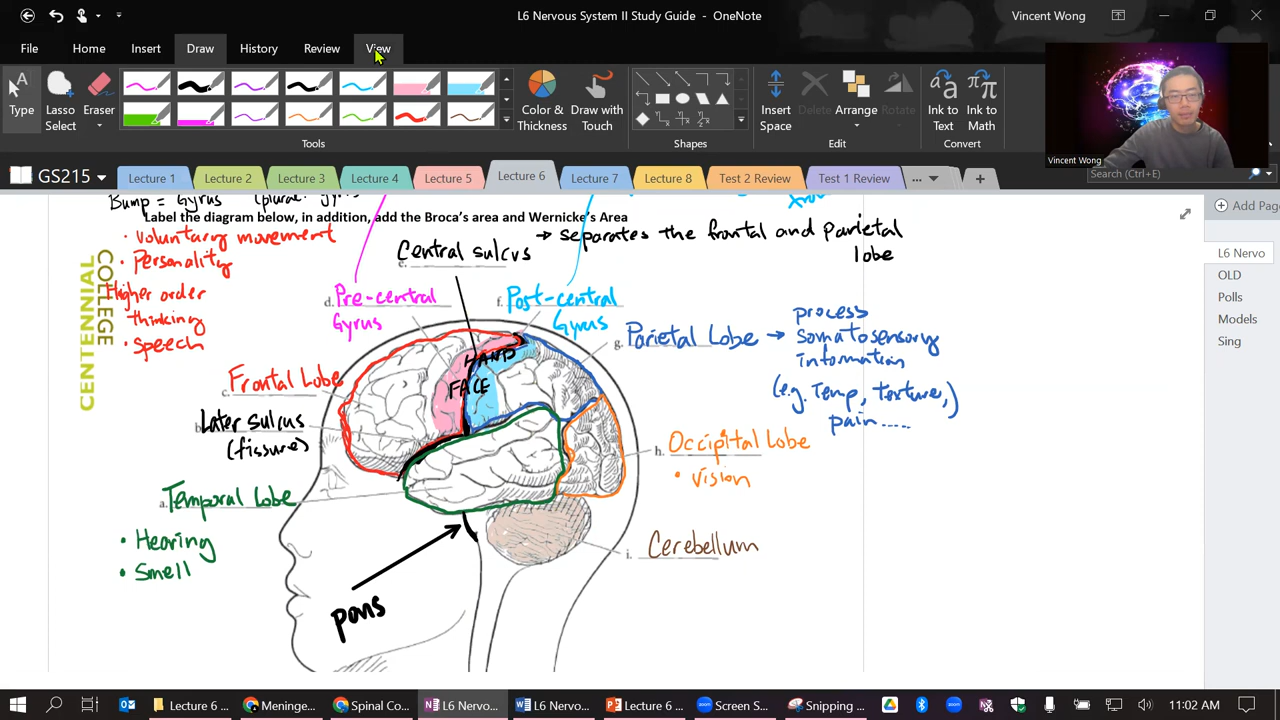 L6 Nervous System II Study Guide - OneNote
Vincent Wong
File
Home
Insert
Draw
History
Review
View
Type
Lasso Select
Eraser
Color & Thickness
Draw with Touch
Insert Space
Delete
Arrange
Rotate
Ink to Text
Ink to Math
Tools
Shapes
Edit
Convert
Vincent Wong
GS215
Lecture 1
Lecture 2
Lecture 3
Lecture 4
Lecture 5
Lecture 6
Lecture 7
Lecture 8
Test 2 Review
Test 1 Review
Search (Ctrl+E)
Add Pag
L6 Nervo
OLD
Polls
Models
Sing
Bump = Gyrus (plural: gyri
Label the diagram below, in addition, add the Broca's area and Wernicke's Area
CENTENNIAL
COLLEGE
• Voluntary movement
• Personality
Higher order
thinking
• Speech
e. Central sulcus
→ separates the frontal and parietal
lobe
d. Pre-central
Gyrus
f. Post-central
Gyrus
g. Parietal Lobe → process
somatosensory
information
(e.g. Temp, texture,)
pain.....
HAND
FACE
c. Frontal Lobe
b. Later sulcus
(fissure)
h. Occipital Lobe
• vision
a. Temporal Lobe
• Hearing
• Smell
i. Cerebellum
pons
Lecture 6 ...
Meninge...
Spinal Co...
L6 Nervo...
Word W...
Lecture 6 ...
Screen S...
Snipping ...
11:02 AM